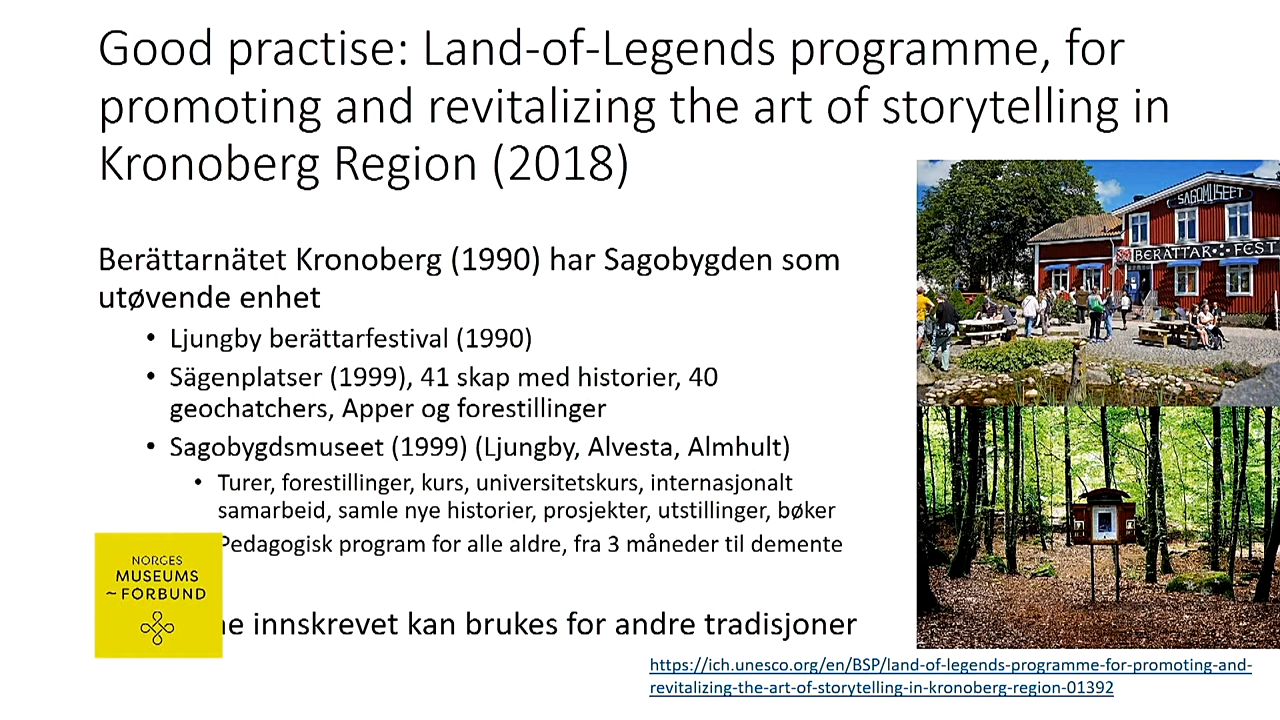 Good practise: Land-of-Legends programme, for
promoting and revitalizing the art of storytelling in
Kronoberg Region (2018)
Berättarnätet Kronoberg (1990) har Sagobygden som
utøvende enhet
• Ljungby berättarfestival (1990)
• Sägenplatser (1999), 41 skap med historier, 40
geochatchers, Apper og forestillinger
• Sagobygdsmuseet (1999) (Ljungby, Alvesta, Almhult)
• Turer, forestillinger, kurs, universitetskurs, internasjonalt
samarbeid, samle nye historier, prosjekter, utstillinger, bøker
Pedagogisk program for alle aldre, fra 3 måneder til demente
innskrevet kan brukes for andre tradisjoner
NORGES
MUSEUMS
~FORBUND
SAGOMUSEET
BERÄTTAR FEST
https://ich.unesco.org/en/BSP/land-of-legends-programme-for-promoting-and-
revitalizing-the-art-of-storytelling-in-kronoberg-region-01392